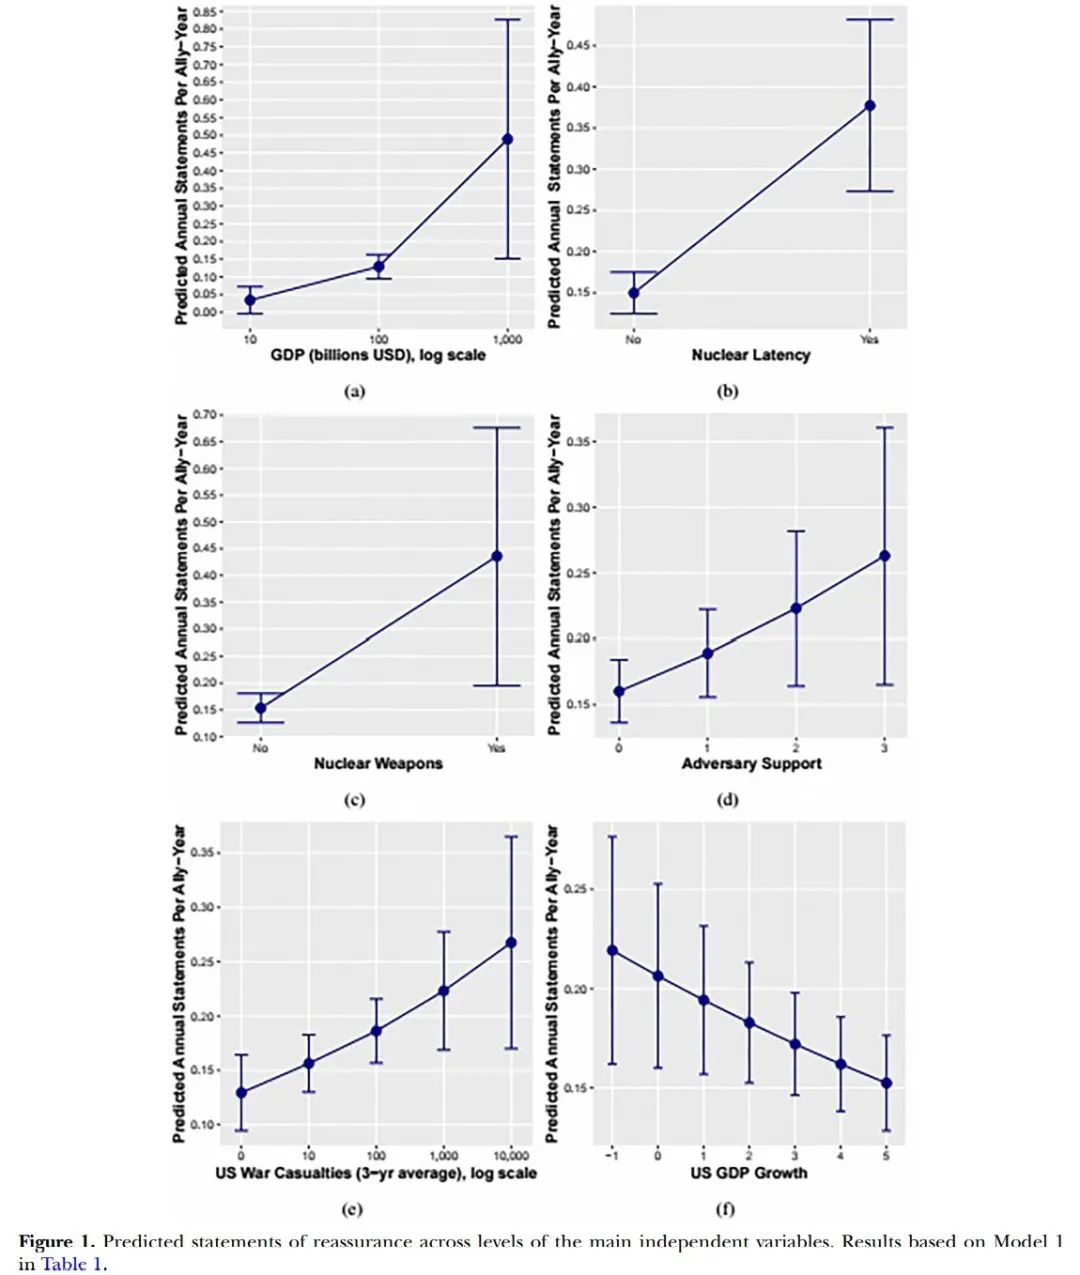 Predicted Annual Statements Per Ally-Year
0.85
0.80
0.75
0.70
0.65
0.60
0.55
0.50
0.45
0.40
0.35
0.30
0.25
0.20
0.15
0.10
0.05
0.00
10 100 1,000
GDP (billions USD), log scale
(a)
Predicted Annual Statements Per Ally-Year
0.45
0.40
0.35
0.30
0.25
0.20
0.15
No Yes
Nuclear Latency
(b)
Predicted Annual Statements Per Ally-Year
0.70
0.65
0.60
0.55
0.50
0.45
0.40
0.35
0.30
0.25
0.20
0.15
0.10
No Yes
Nuclear Weapons
(c)
Predicted Annual Statements Per Ally-Year
0.35
0.30
0.25
0.20
0.15
0 1 2 3
Adversary Support
(d)
Predicted Annual Statements Per Ally-Year
0.35
0.30
0.25
0.20
0.15
0.10
0 10 100 1,000 10,000
US War Casualties (3-yr average), log scale
(e)
Predicted Annual Statements Per Ally-Year
0.25
0.20
0.15
-1 0 1 2 3 4 5
US GDP Growth
(f)
Figure 1. Predicted statements of reassurance across levels of the main independent variables. Results based on Model 1
in Table 1.